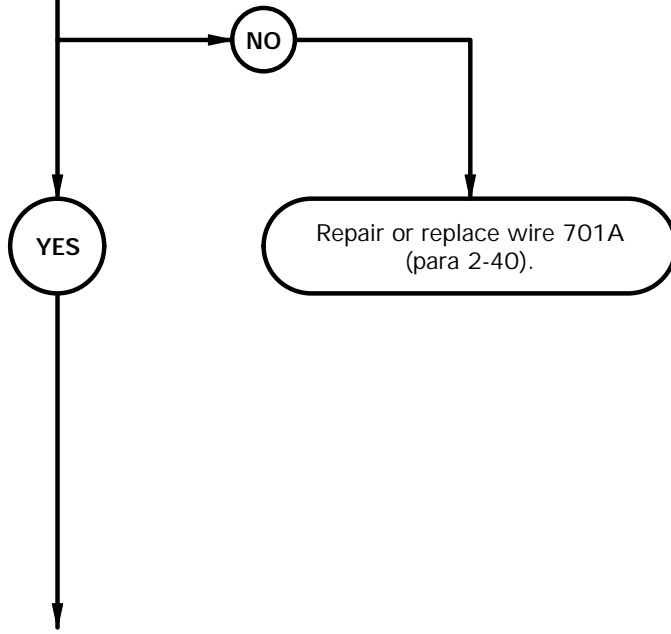 NO
YES
Repair or replace wire 701A
(para 2-40).